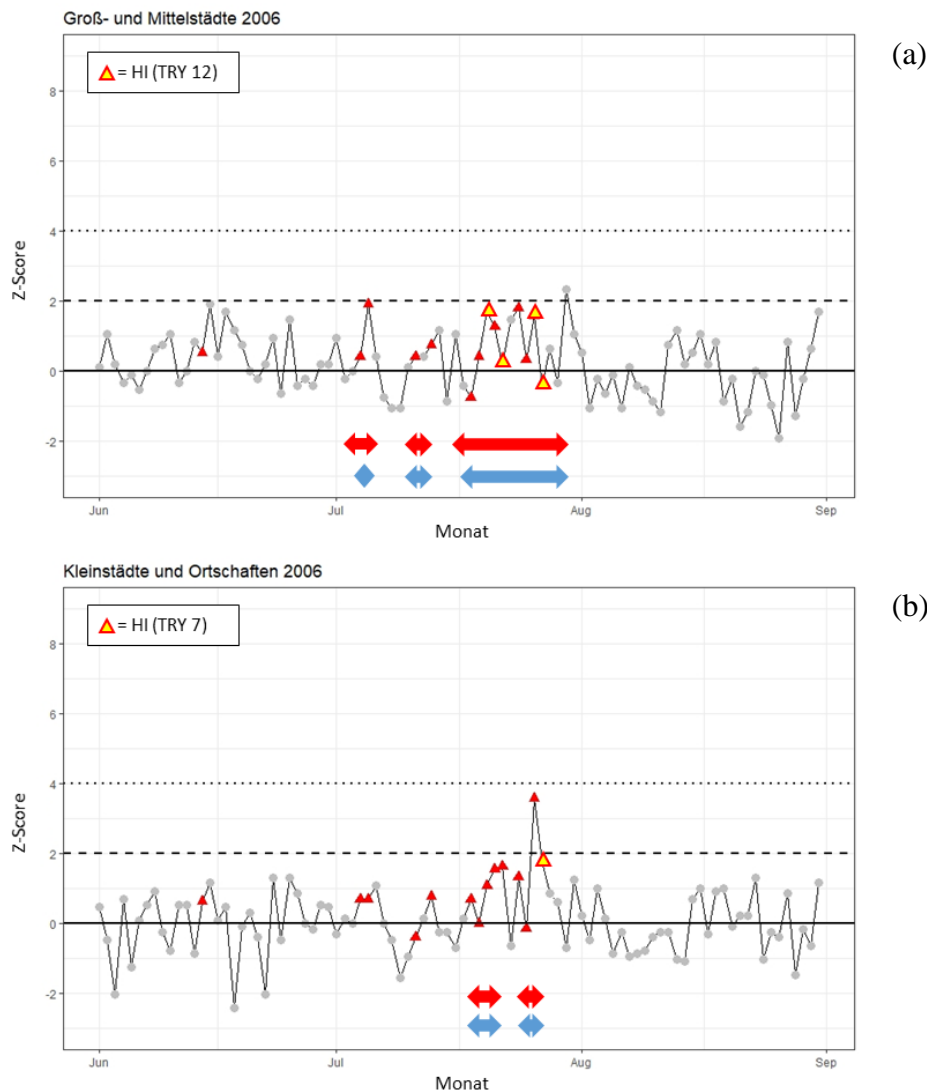 Groß- und Mittelstädte 2006
(a)
= HI (TRY 12)
8
6
4
2
0
-2
Z-Score
Jun
Jul
Aug
Sep
Monat
Kleinstädte und Ortschaften 2006
(b)
= HI (TRY 7)
8
6
4
2
0
-2
Z-Score
Jun
Jul
Aug
Sep
Monat